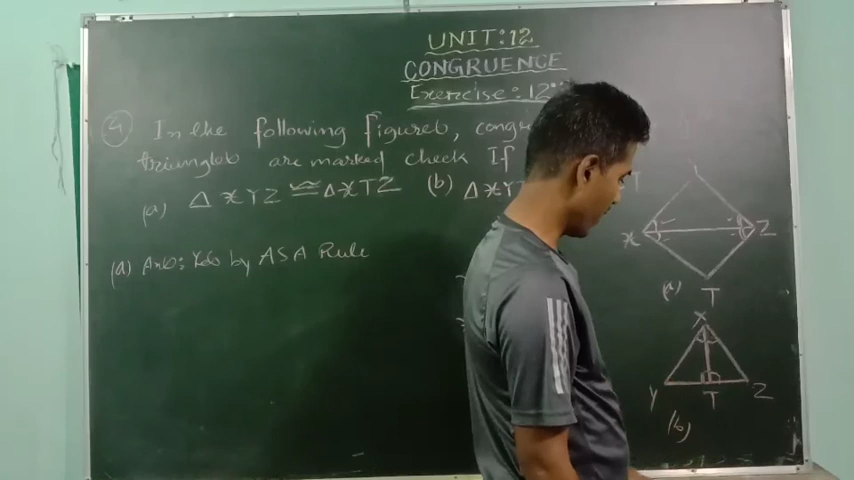 UNIT:12
CONGRUENCE
Exercise: 12
4 In the following figures, cong
triangles are marked check If
(a) △ XYZ ≅ △XTZ (b) △XY
(a) Ans: Yes by ASA Rule
X
Z
(a) T
X
Y T Z
(b)